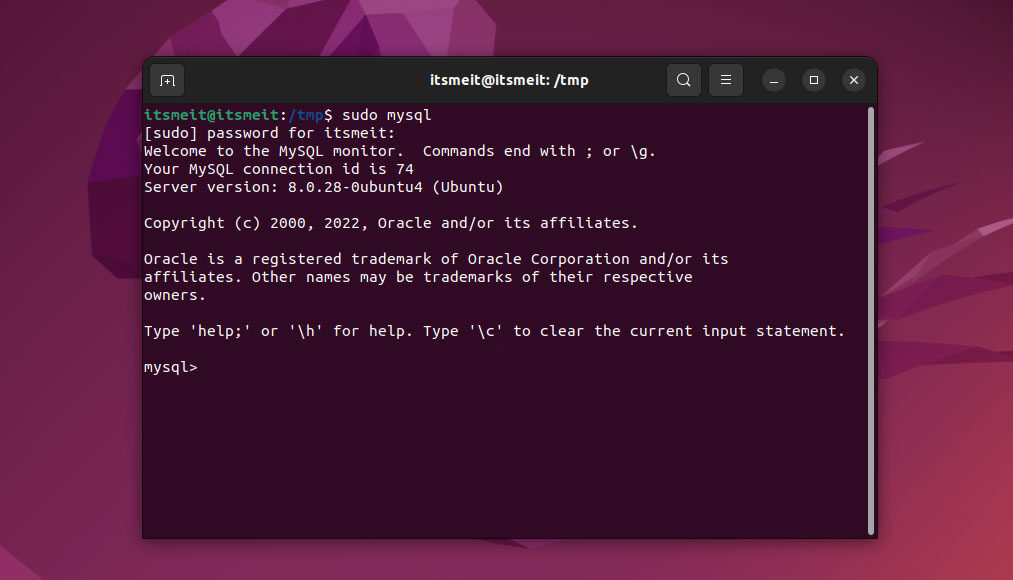 itsmeit@itsmeit: /tmp
itsmeit@itsmeit:/tmp$ sudo mysql
[sudo] password for itsmeit:
Welcome to the MySQL monitor.  Commands end with ; or \g.
Your MySQL connection id is 74
Server version: 8.0.28-0ubuntu4 (Ubuntu)
Copyright (c) 2000, 2022, Oracle and/or its affiliates.
Oracle is a registered trademark of Oracle Corporation and/or its
affiliates. Other names may be trademarks of their respective
owners.
Type 'help;' or '\h' for help. Type '\c' to clear the current input statement.
mysql>